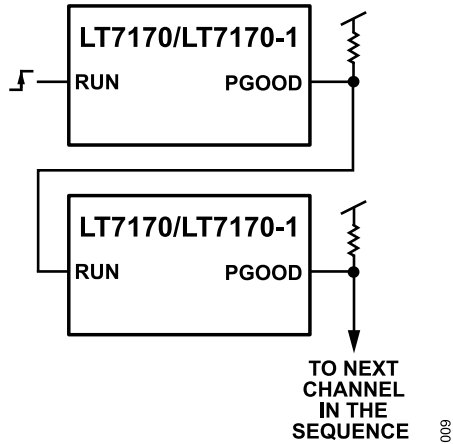 LT7170/LT7170-1
RUN
PGOOD
LT7170/LT7170-1
RUN
PGOOD
TO NEXT
CHANNEL
IN THE
SEQUENCE
009